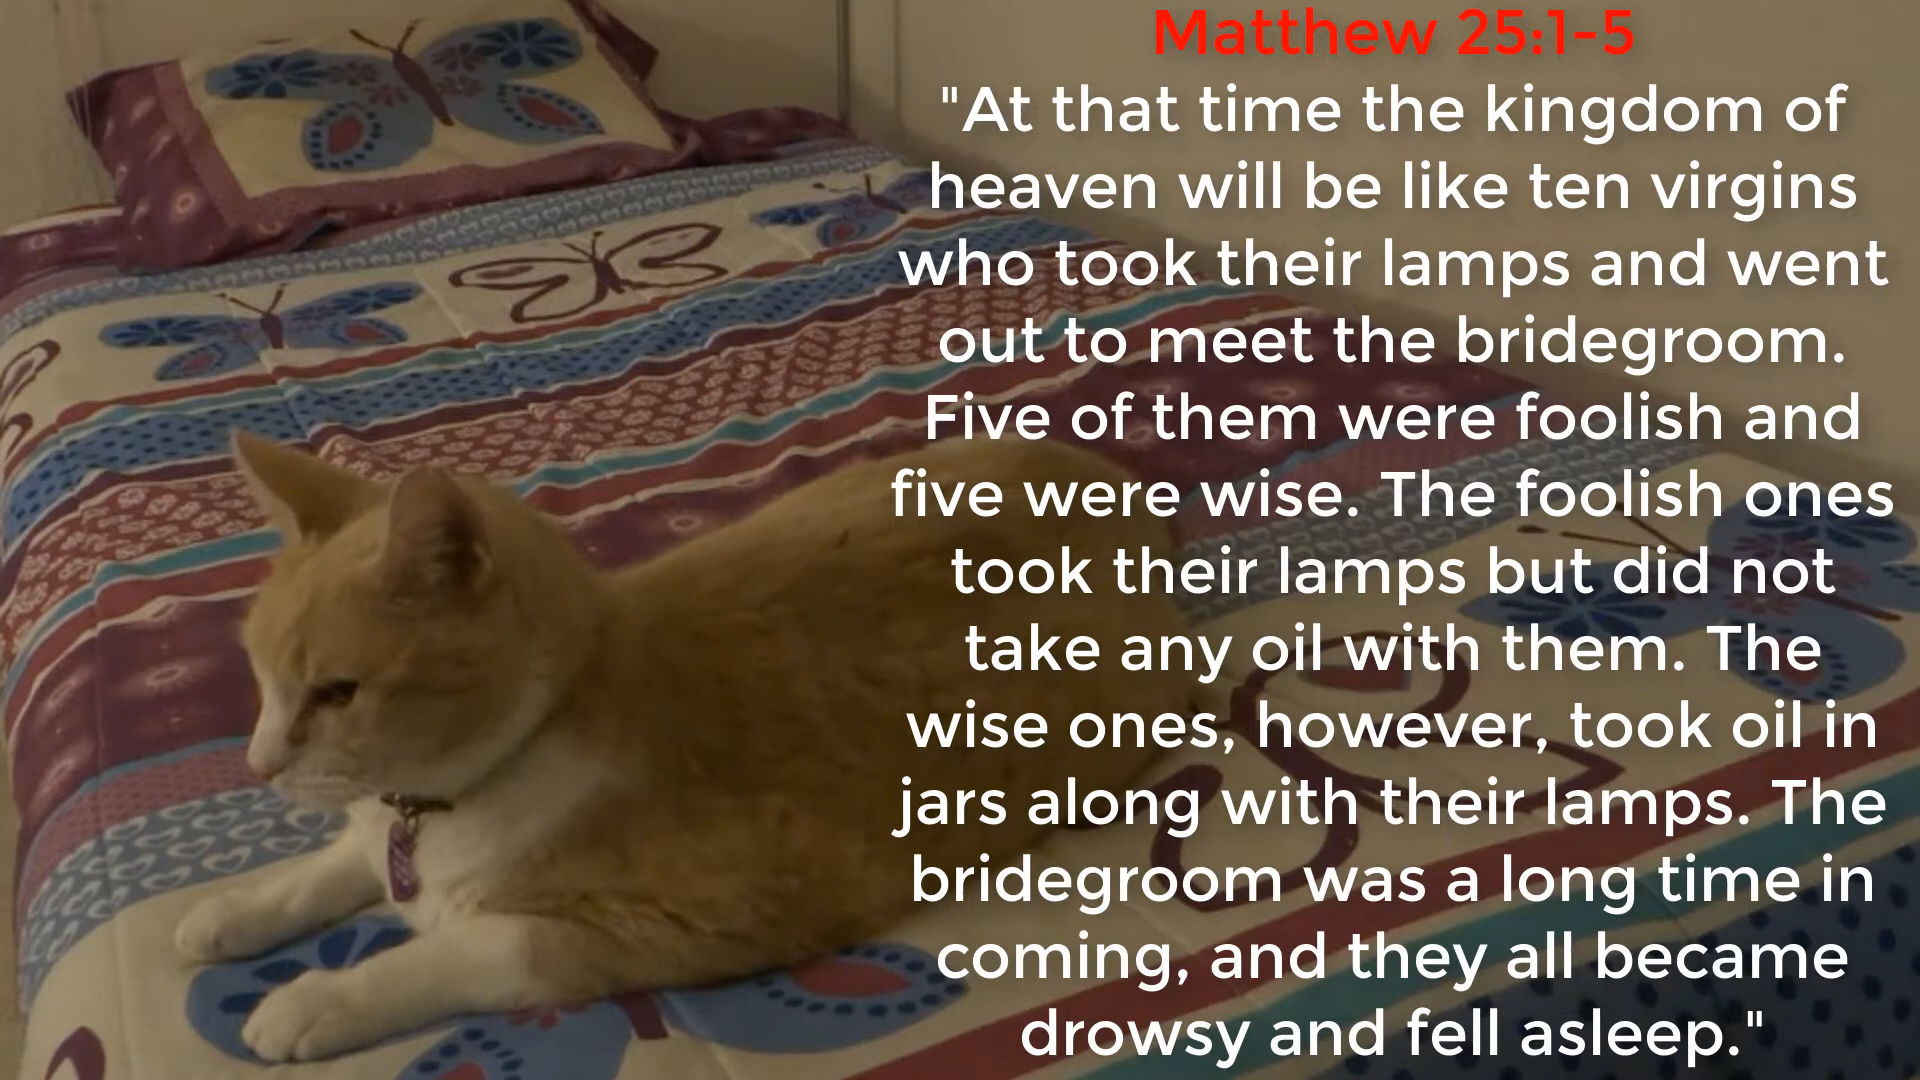 Matthew 25:1-5
"At that time the kingdom of
heaven will be like ten virgins
who took their lamps and went
out to meet the bridegroom.
Five of them were foolish and
five were wise. The foolish ones
took their lamps but did not
take any oil with them. The
wise ones, however, took oil in
jars along with their lamps. The
bridegroom was a long time in
coming, and they all became
drowsy and fell asleep."